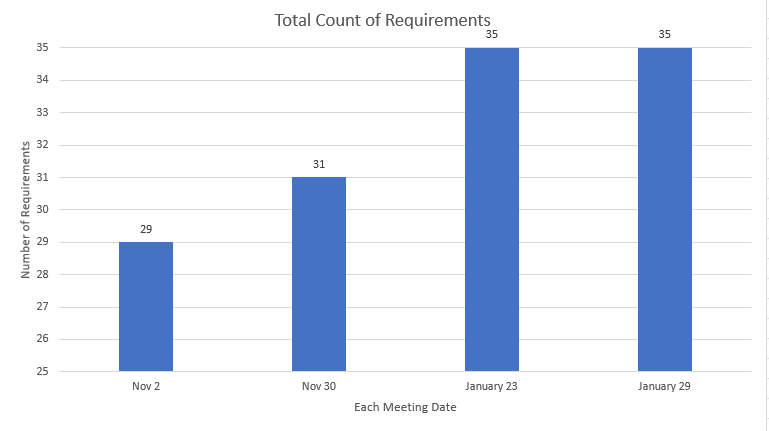 Total Count of Requirements
35
35
35
34
33
32
31
31
30
29
29
28
27
26
25
Number of Requirements
Nov 2
Nov 30
January 23
January 29
Each Meeting Date